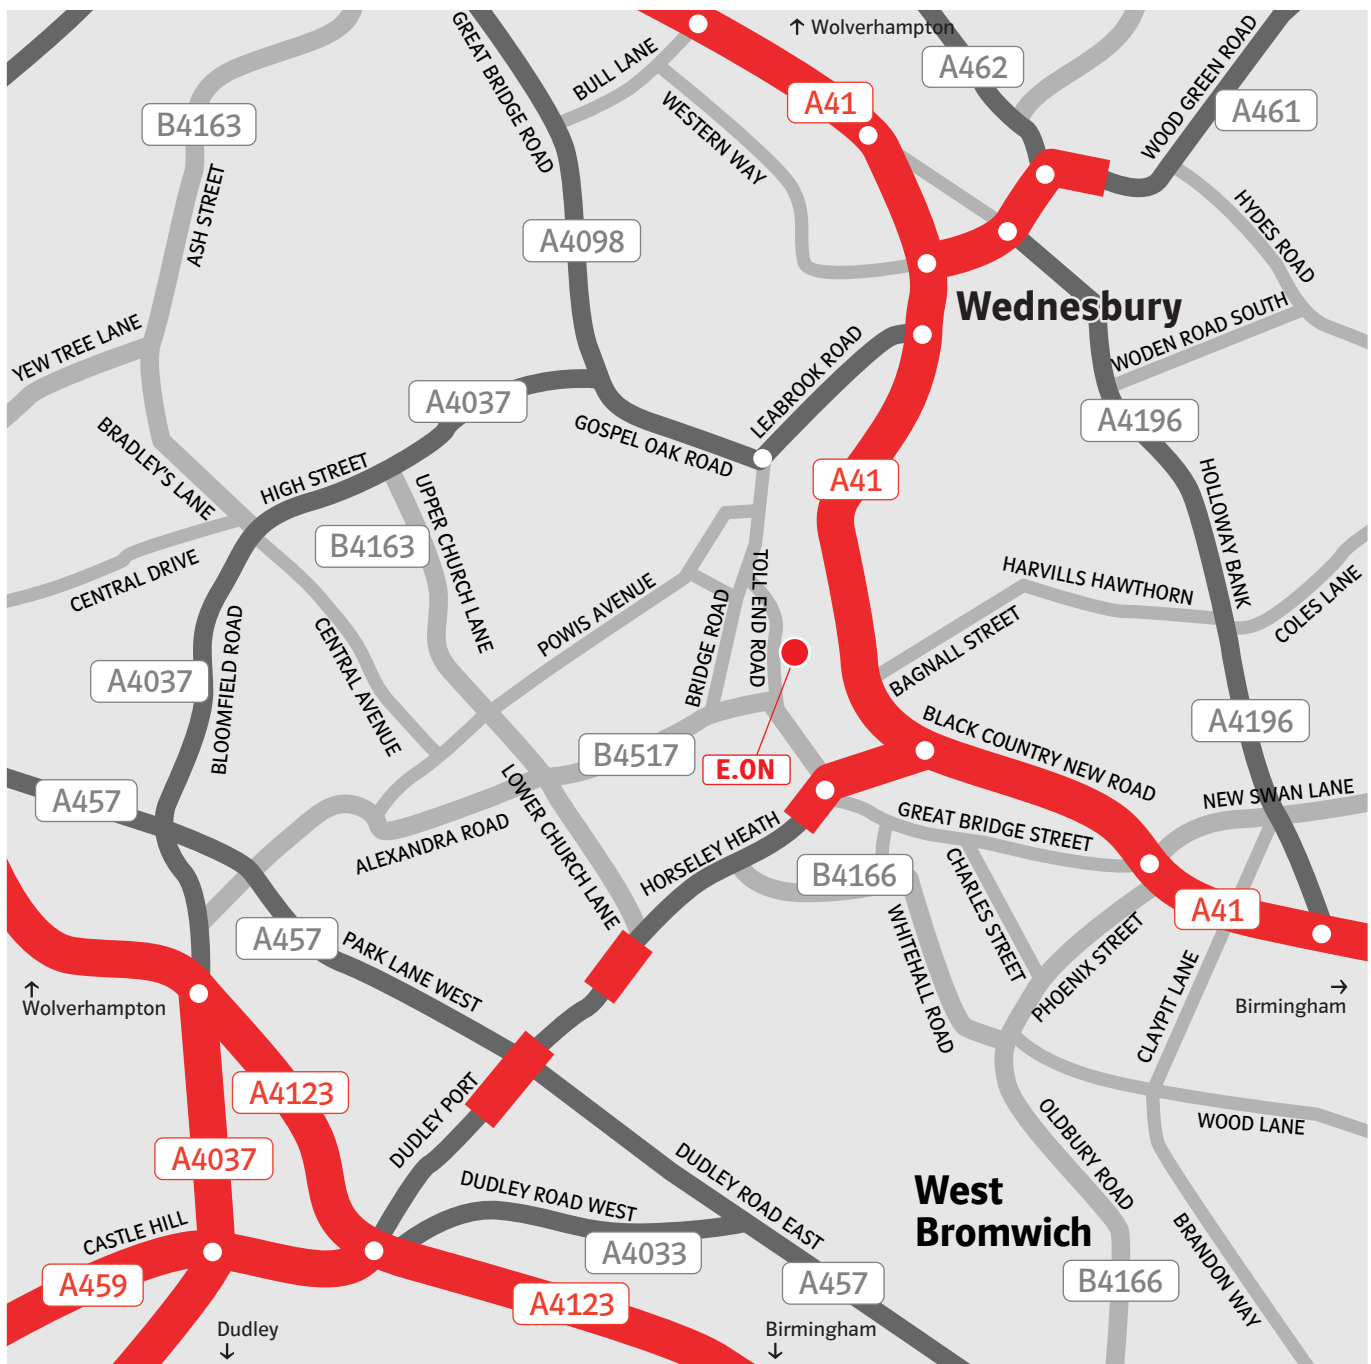 ↑ Wolverhampton
GREAT BRIDGE ROAD
BULL LANE
A462
WOOD GREEN ROAD
A41
A461
B4163
WESTERN WAY
ASH STREET
HYDES ROAD
A4098
Wednesbury
WODEN ROAD SOUTH
YEW TREE LANE
LEABROOK ROAD
A4037
A4196
GOSPEL OAK ROAD
BRADLEY'S LANE
HIGH STREET
A41
UPPER CHURCH LANE
HOLLOWAY BANK
B4163
CENTRAL DRIVE
HARVILLS HAWTHORN
COLES LANE
POWIS AVENUE
TOLL END ROAD
BRIDGE ROAD
BAGNALL STREET
CENTRAL AVENUE
BLOOMFIELD ROAD
A4037
A4196
BLACK COUNTRY NEW ROAD
B4517
E.ON
A457
NEW SWAN LANE
LOWER CHURCH LANE
GREAT BRIDGE STREET
ALEXANDRA ROAD
HORSELEY HEATH
B4166
CHARLES STREET
A41
A457
WHITEHALL ROAD
PHOENIX STREET
PARK LANE WEST
CLAYPIT LANE
↑
Wolverhampton
→
Birmingham
A4123
DUDLEY PORT
WOOD LANE
A4037
OLDBURY ROAD
DUDLEY ROAD EAST
DUDLEY ROAD WEST
West
Bromwich
CASTLE HILL
BRANDON WAY
A4033
A459
A457
B4166
A4123
Dudley
↓
Birmingham
↓